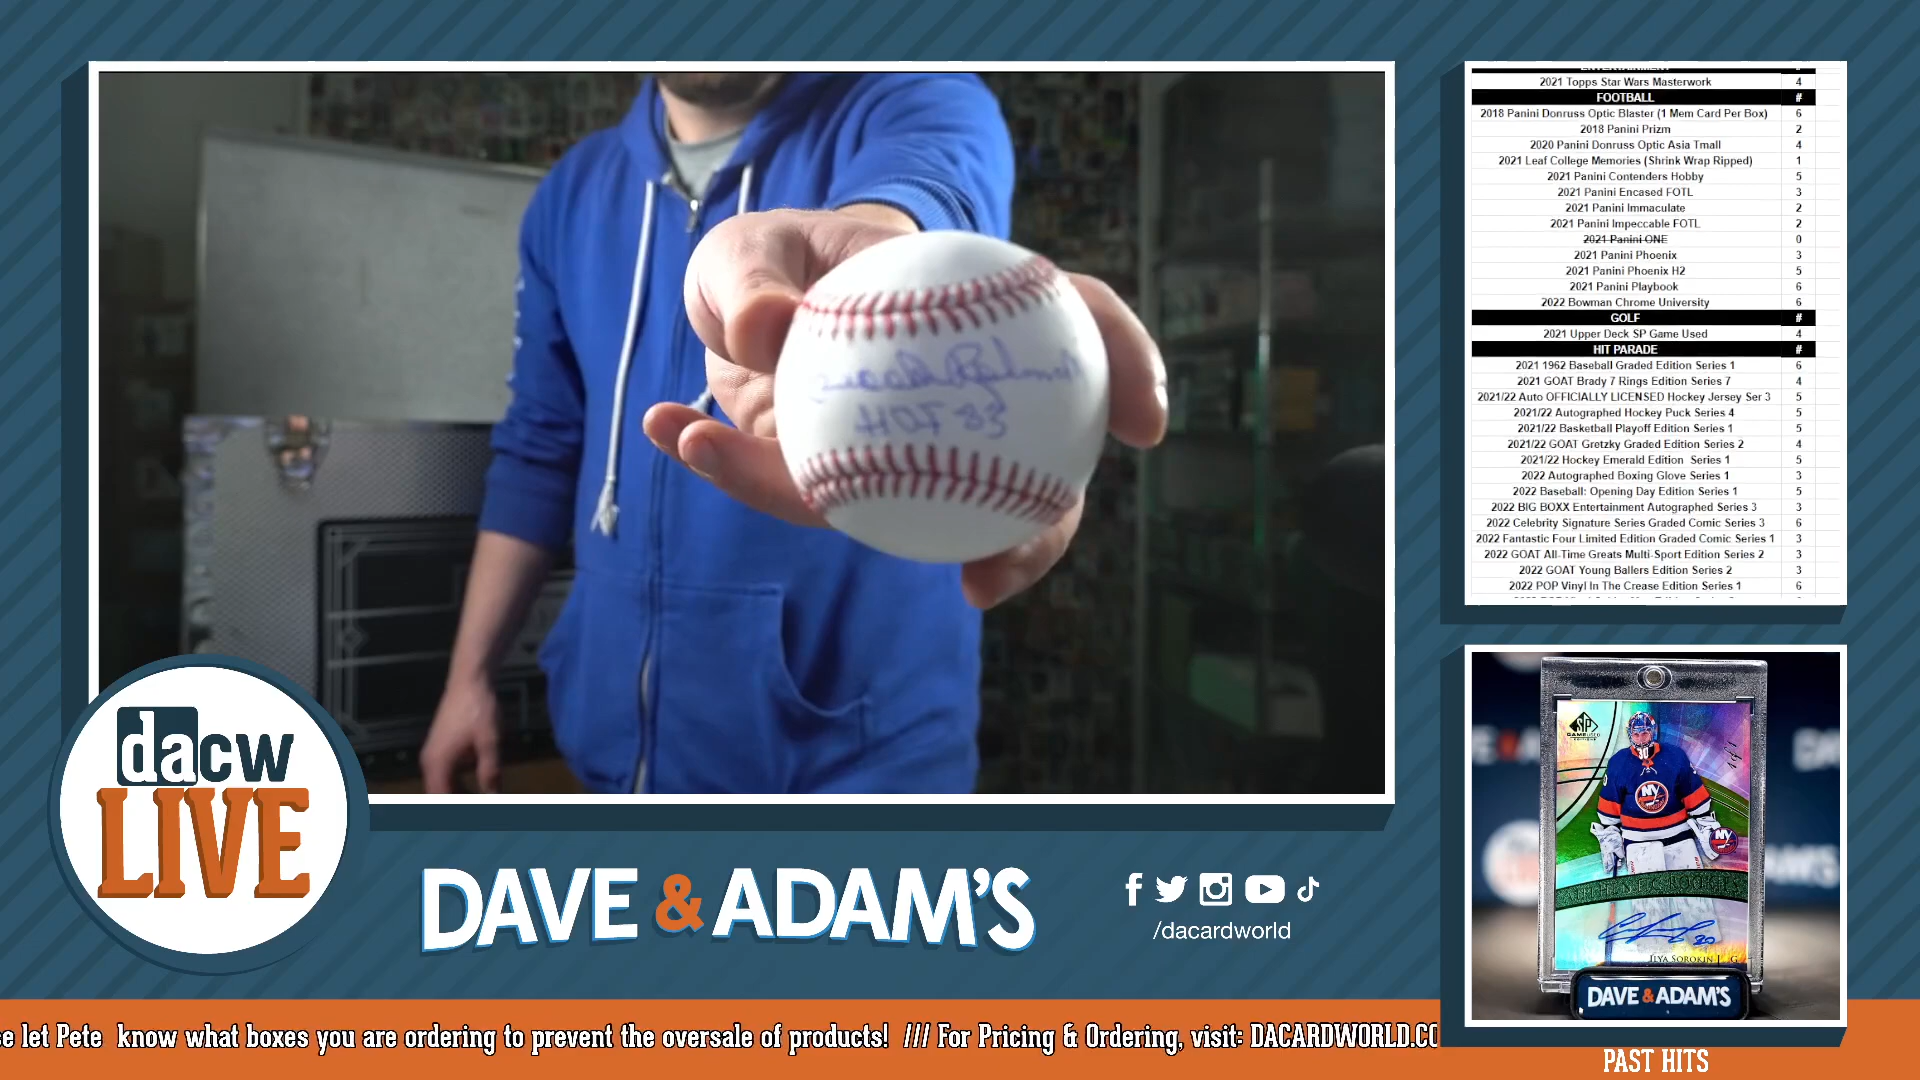 2021 Topps Star Wars Masterwork 4
FOOTBALL #
2018 Panini Donruss Optic Blaster (1 Mem Card Per Box) 6
2018 Panini Prizm 2
2020 Panini Donruss Optic Asia Tmall 4
2021 Leaf College Memories (Shrink Wrap Ripped) 1
2021 Panini Contenders Hobby 5
2021 Panini Encased FOTL 3
2021 Panini Immaculate 2
2021 Panini Impeccable FOTL 2
2021 Panini ONE 0
2021 Panini Phoenix 3
2021 Panini Phoenix H2 5
2021 Panini Playbook 6
2022 Bowman Chrome University 6
GOLF #
2021 Upper Deck SP Game Used 4
HIT PARADE #
2021 1962 Baseball Graded Edition Series 1 6
2021 GOAT Brady 7 Rings Edition Series 7 4
2021/22 Auto OFFICIALLY LICENSED Hockey Jersey Ser 3 5
2021/22 Autographed Hockey Puck Series 4 5
2021/22 Basketball Playoff Edition Series 1 5
2021/22 GOAT Gretzky Graded Edition Series 2 4
2021/22 Hockey Emerald Edition Series 1 5
2022 Autographed Boxing Glove Series 1 3
2022 Baseball: Opening Day Edition Series 1 5
2022 BIG BOXX Entertainment Autographed Series 3 3
2022 Celebrity Signature Series Graded Comic Series 3 6
2022 Fantastic Four Limited Edition Graded Comic Series 1 3
2022 GOAT All-Time Greats Multi-Sport Edition Series 2 3
2022 GOAT Young Ballers Edition Series 2 3
2022 POP Vinyl In The Crease Edition Series 1 6
HOF 83
dacw
LIVE
DAVE & ADAM'S
/dacardworld
SP
GAME USED
NY
ILYA SOROKIN | G
DAVE & ADAM'S
let Pete know what boxes you are ordering to prevent the oversale of products! /// For Pricing & Ordering, visit: DACARDWORLD.CO
PAST HITS